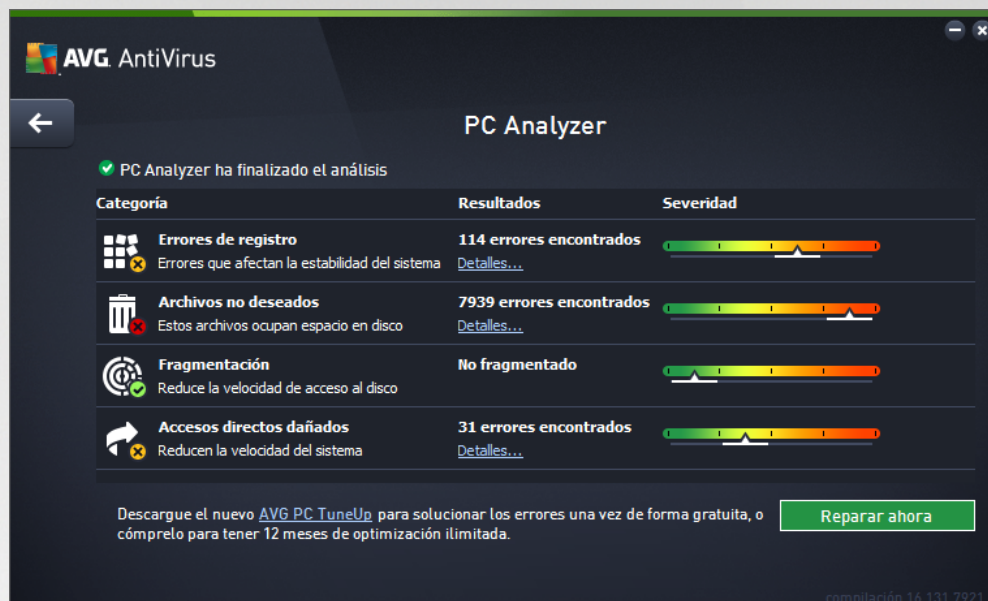 AVG. AntiVirus
PC Analyzer
PC Analyzer ha finalizado el análisis
Categoría Resultados Severidad
Errores de registro 114 errores encontrados
Errores que afectan la estabilidad del sistema Detalles...
Archivos no deseados 7939 errores encontrados
Estos archivos ocupan espacio en disco Detalles...
Fragmentación No fragmentado
Reduce la velocidad de acceso al disco
Accesos directos dañados 31 errores encontrados
Reducen la velocidad del sistema Detalles...
Descargue el nuevo AVG PC TuneUp para solucionar los errores una vez de forma gratuita, o
cómprelo para tener 12 meses de optimización ilimitada.
Reparar ahora
compilación 16.131.7921